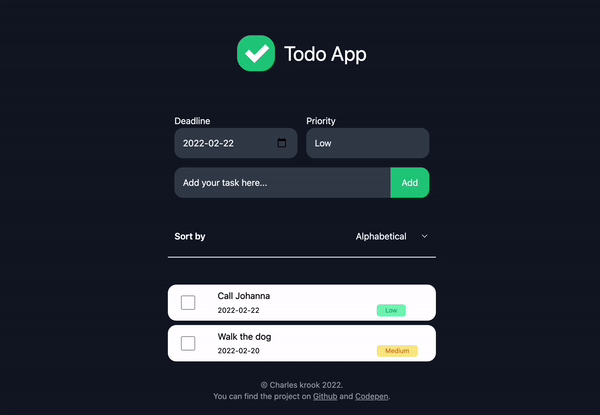 Todo App
Deadline Priority
2022-02-22 Low
Add your task here... Add
Sort by Alphabetical
Call Johanna
2022-02-22 Low
Walk the dog
2022-02-20 Medium
© Charles krook 2022.
You can find the project on Github and Codepen.